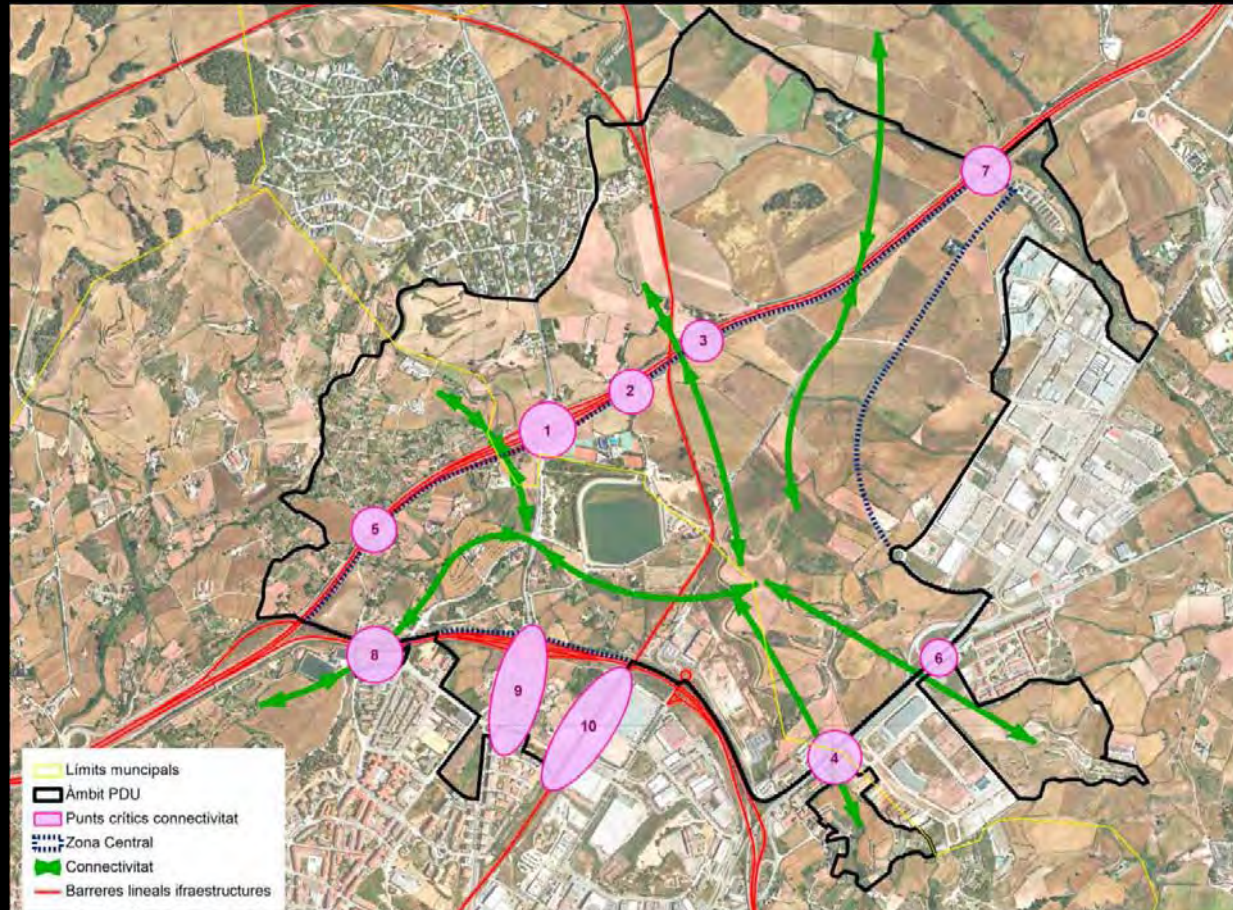 7
3
2
1
5
6
8
9
10
4
Límits muncipals
Àmbit PDU
Punts crítics connectivitat
Zona Central
Connectivitat
Barreres lineals ifraestructures